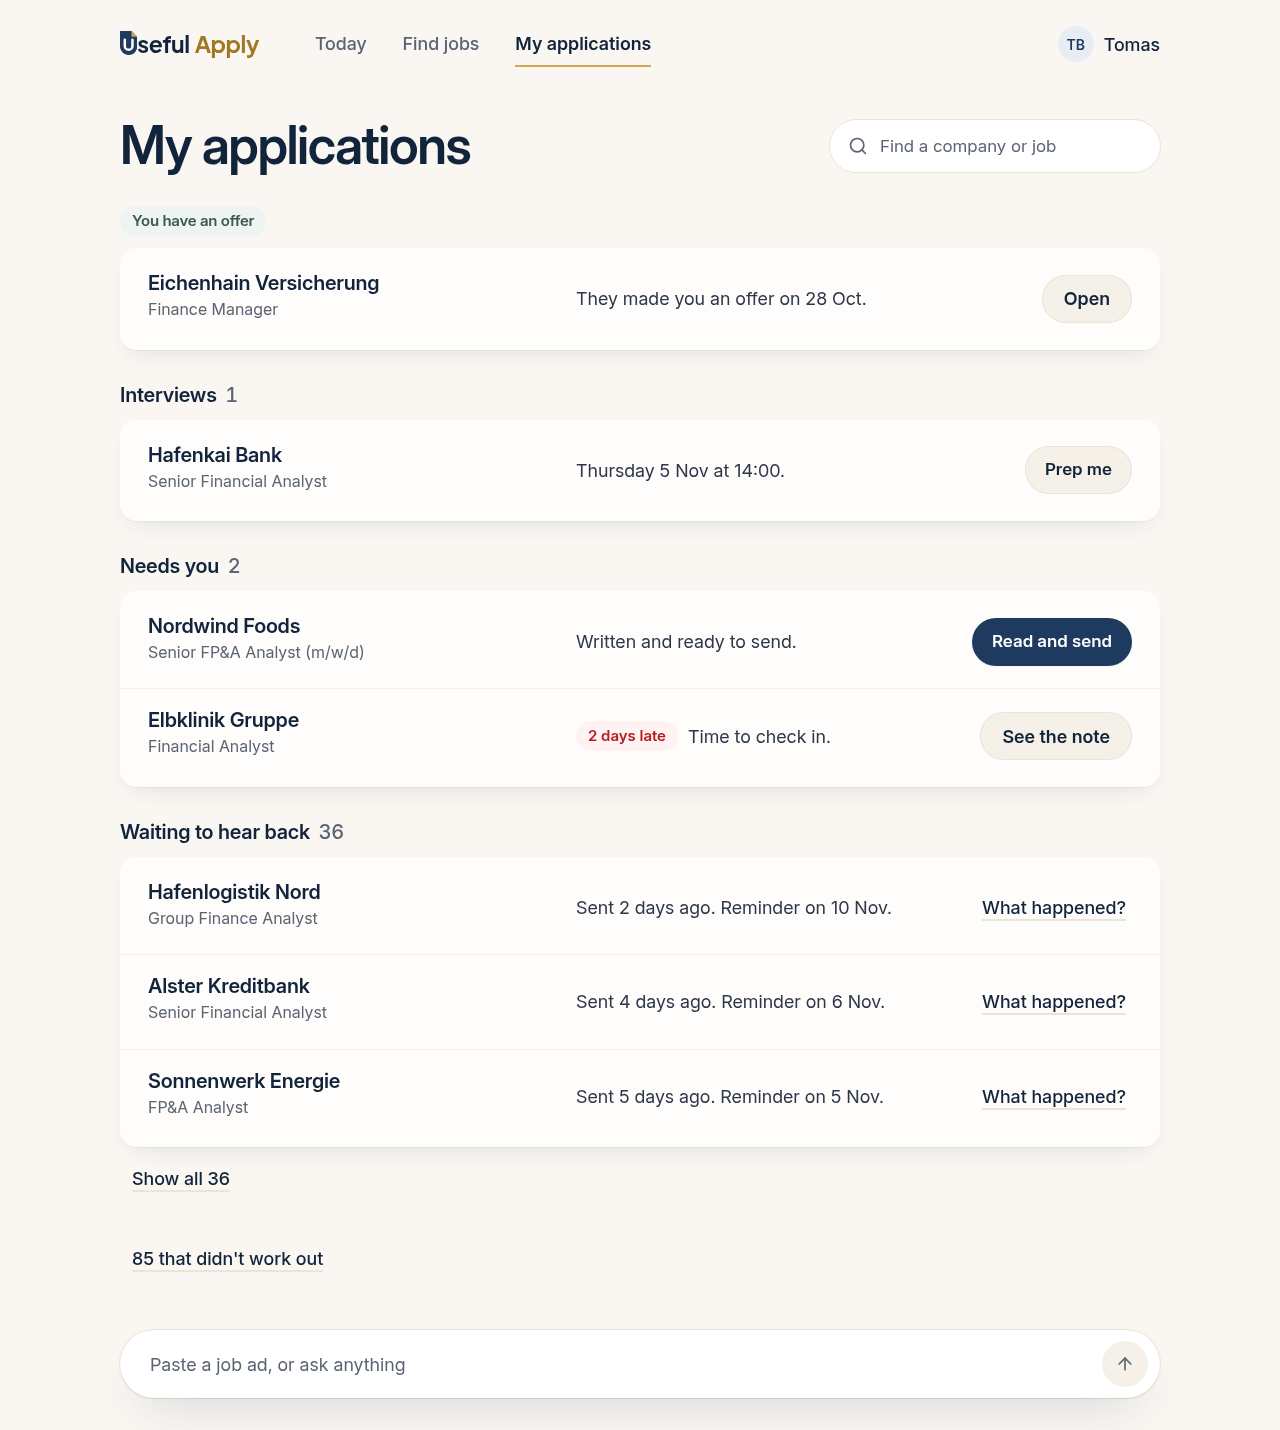 Useful Apply
Today
Find jobs
My applications
TB
Tomas
My applications
Find a company or job
You have an offer
Eichenhain Versicherung
Finance Manager
They made you an offer on 28 Oct.
Open
Interviews 1
Hafenkai Bank
Senior Financial Analyst
Thursday 5 Nov at 14:00.
Prep me
Needs you 2
Nordwind Foods
Senior FP&A Analyst (m/w/d)
Written and ready to send.
Read and send
Elbklinik Gruppe
Financial Analyst
2 days late
Time to check in.
See the note
Waiting to hear back 36
Hafenlogistik Nord
Group Finance Analyst
Sent 2 days ago. Reminder on 10 Nov.
What happened?
Alster Kreditbank
Senior Financial Analyst
Sent 4 days ago. Reminder on 6 Nov.
What happened?
Sonnenwerk Energie
FP&A Analyst
Sent 5 days ago. Reminder on 5 Nov.
What happened?
Show all 36
85 that didn't work out
Paste a job ad, or ask anything